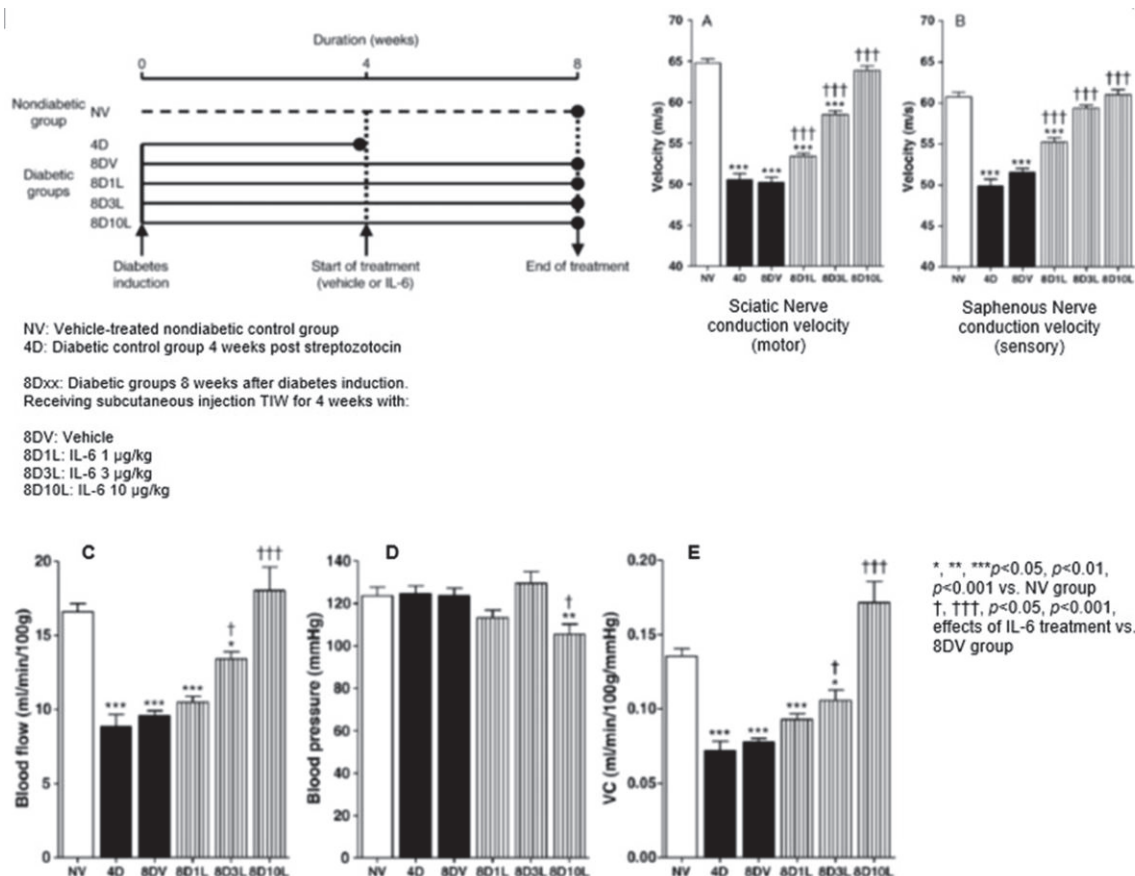 Duration (weeks)
0 4 8
Nondiabetic group NV
Diabetic groups
4D
8DV
8D1L
8D3L
8D10L
Diabetes induction
Start of treatment (vehicle or IL-6)
End of treatment
NV: Vehicle-treated nondiabetic control group
4D: Diabetic control group 4 weeks post streptozotocin
8Dxx: Diabetic groups 8 weeks after diabetes induction.
Receiving subcutaneous injection TIW for 4 weeks with:
8DV: Vehicle
8D1L: IL-6 1 µg/kg
8D3L: IL-6 3 µg/kg
8D10L: IL-6 10 µg/kg
A
Velocity (m/s)
70
65
60
55
50
45
40
*** *** ††† *** ††† *** †††
NV 4D 8DV 8D1L 8D3L 8D10L
Sciatic Nerve
conduction velocity
(motor)
B
Velocity (m/s)
70
65
60
55
50
45
40
*** *** ††† *** ††† †††
NV 4D 8DV 8D1L 8D3L 8D10L
Saphenous Nerve
conduction velocity
(sensory)
C
Blood flow (ml/min/100g)
20
15
10
5
0
*** *** *** † * †††
NV 4D 8DV 8D1L 8D3L 8D10L
D
Blood pressure (mmHg)
140
120
100
80
60
40
20
0
† **
NV 4D 8DV 8D1L 8D3L 8D10L
E
VC (ml/min/100g/mmHg)
0.20
0.15
0.10
0.05
0.00
*** *** *** † * †††
NV 4D 8DV 8D1L 8D3L 8D10L
*, **, ***p<0.05, p<0.01,
p<0.001 vs. NV group
†, †††, p<0.05, p<0.001,
effects of IL-6 treatment vs.
8DV group